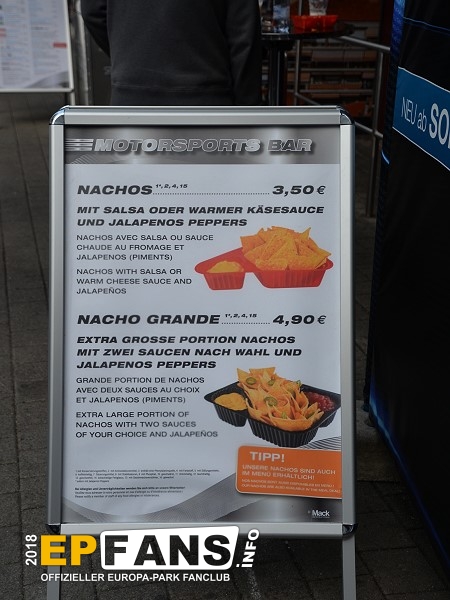 MOTORSPORTS BAR
NACHOS 1*, 2, 4, 15 3,50 €
MIT SALSA ODER WARMER KÄSESAUCE
UND JALAPENOS PEPPERS
NACHOS AVEC SALSA OU SAUCE
CHAUDE AU FROMAGE ET
JALAPENOS (PIMENTS)
NACHOS WITH SALSA OR
WARM CHEESE SAUCE AND
JALAPEÑOS
NACHO GRANDE 1*, 2, 4, 15 4,90 €
EXTRA GROSSE PORTION NACHOS
MIT ZWEI SAUCEN NACH WAHL UND
JALAPENOS PEPPERS
GRANDE PORTION DE NACHOS
AVEC DEUX SAUCES AU CHOIX
ET JALAPENOS (PIMENTS)
EXTRA LARGE PORTION OF
NACHOS WITH TWO SAUCES
OF YOUR CHOICE AND JALAPEÑOS
TIPP!
UNSERE NACHOS SIND AUCH
IM MENÜ ERHÄLTLICH!
Mack
NEU ab SO
2018
EPFANS.INFO
OFFIZIELLER EUROPA-PARK FANCLUB